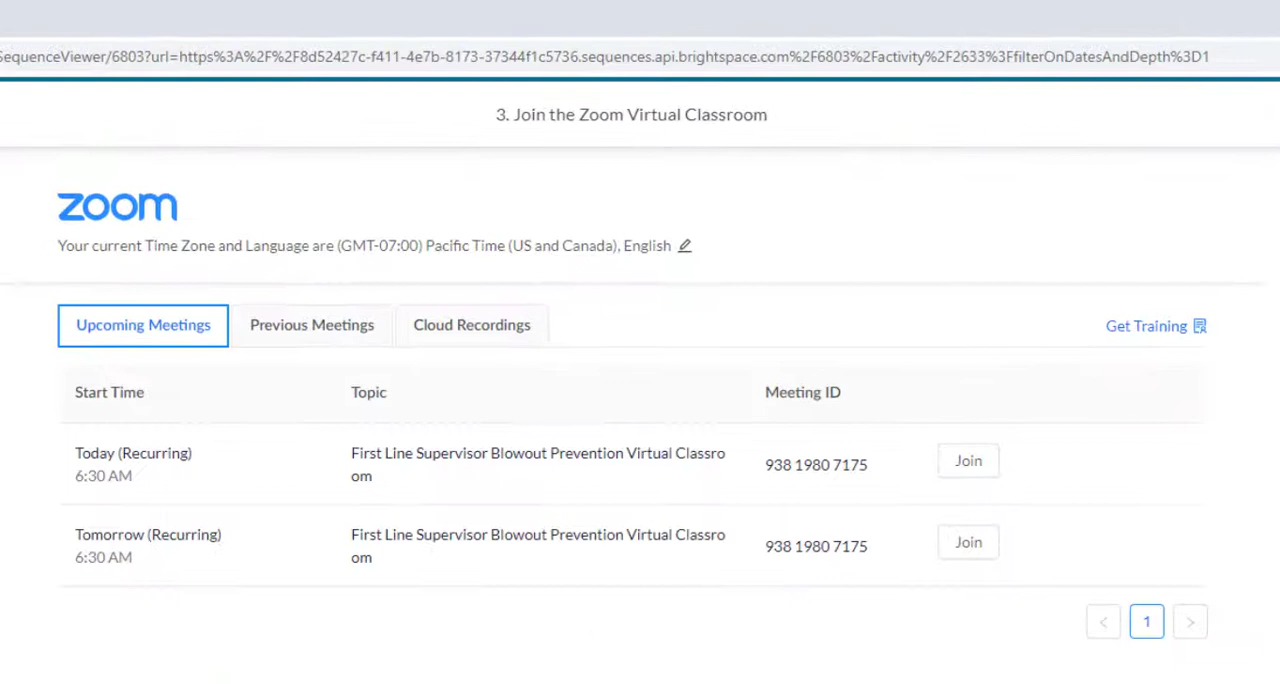 SequenceViewer/6803?url=https%3A%2F%2F8d52427c-f411-4e7b-8173-37344f1c5736.sequences.api.brightspace.com%2F6803%2Factivity%2F2633%3FfilterOnDatesAndDepth%3D1
3. Join the Zoom Virtual Classroom
zoom
Your current Time Zone and Language are (GMT-07:00) Pacific Time (US and Canada), English
Upcoming Meetings Previous Meetings Cloud Recordings Get Training
Start Time Topic Meeting ID
Today (Recurring) First Line Supervisor Blowout Prevention Virtual Classro
6:30 AM om 938 1980 7175 Join
Tomorrow (Recurring) First Line Supervisor Blowout Prevention Virtual Classro
6:30 AM om 938 1980 7175 Join
< 1 >